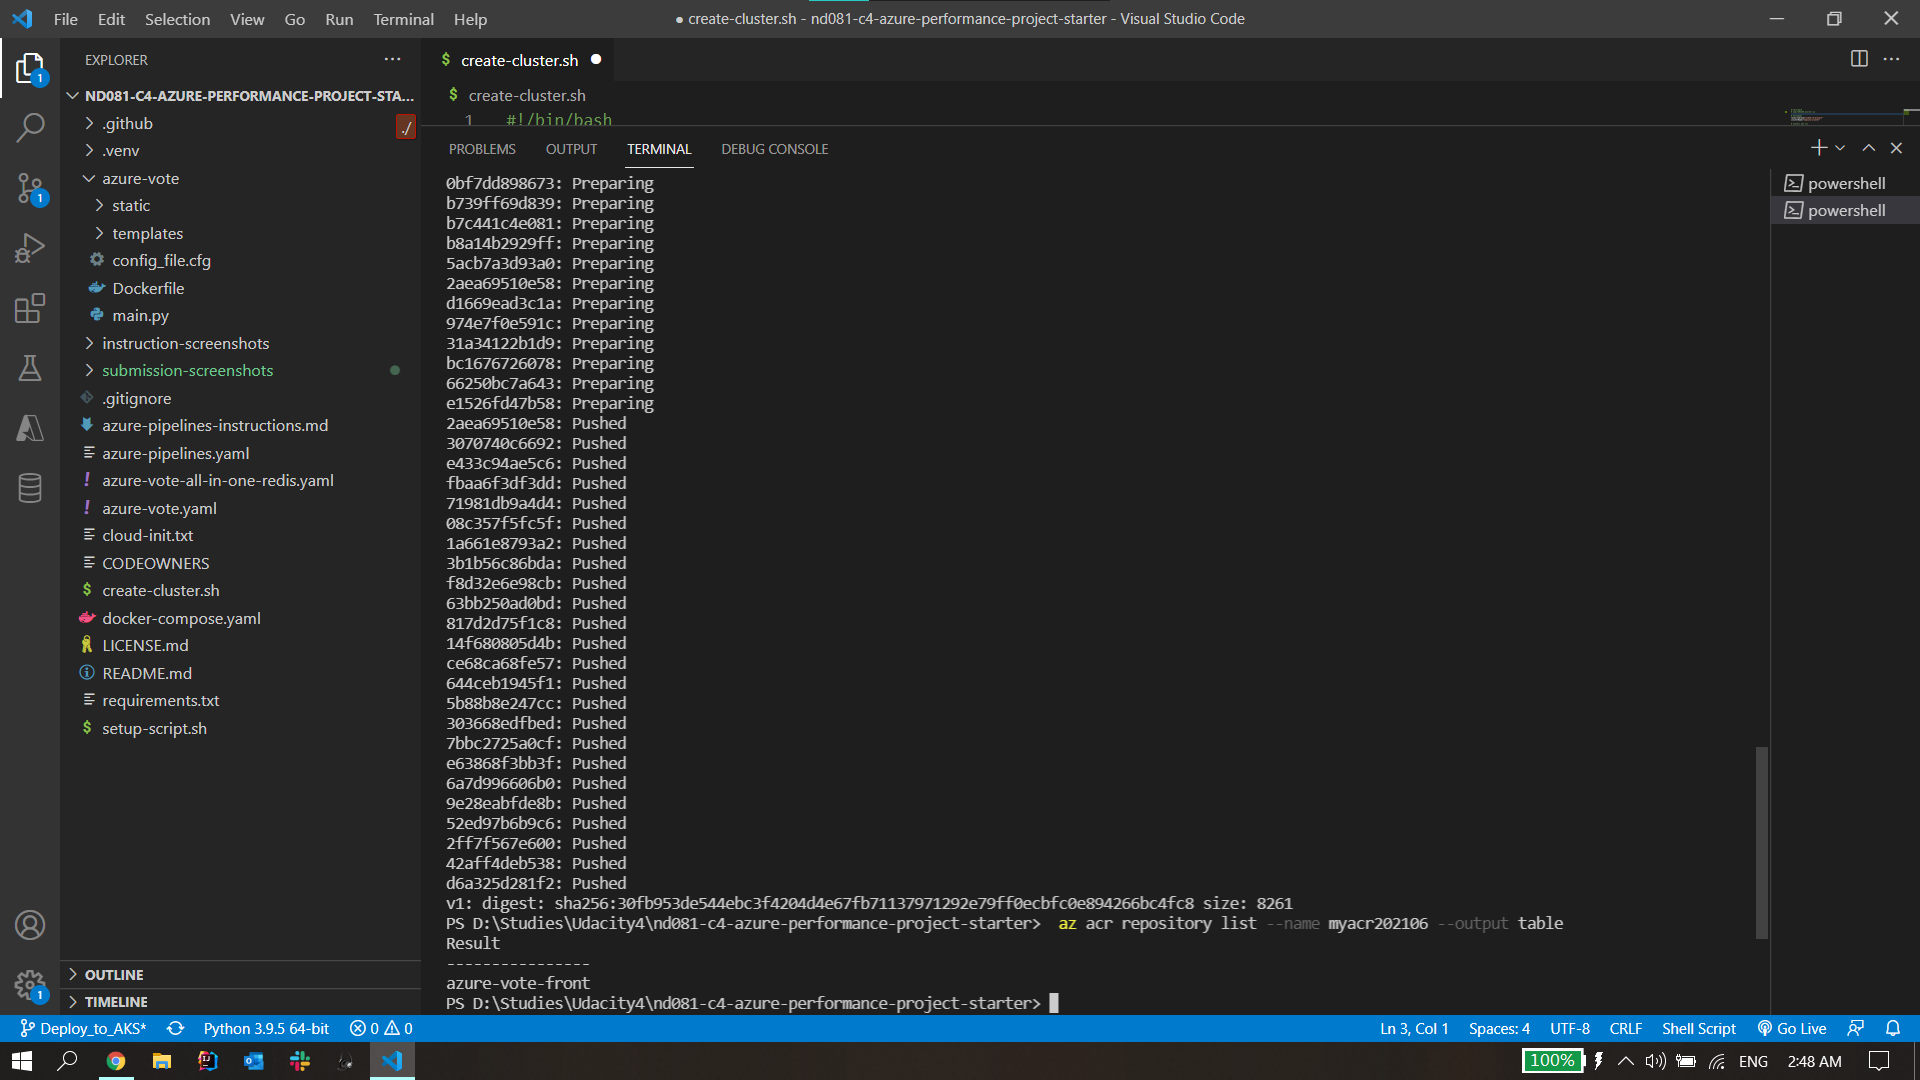 File Edit Selection View Go Run Terminal Help
● create-cluster.sh - nd081-c4-azure-performance-project-starter - Visual Studio Code
EXPLORER
ND081-C4-AZURE-PERFORMANCE-PROJECT-STA...
.github
./
.venv
azure-vote
static
templates
config_file.cfg
Dockerfile
main.py
instruction-screenshots
submission-screenshots
.gitignore
azure-pipelines-instructions.md
azure-pipelines.yaml
azure-vote-all-in-one-redis.yaml
azure-vote.yaml
cloud-init.txt
CODEOWNERS
create-cluster.sh
docker-compose.yaml
LICENSE.md
README.md
requirements.txt
setup-script.sh
OUTLINE
TIMELINE
1
1
1
$ create-cluster.sh
$ create-cluster.sh
1 #!/bin/bash
PROBLEMS OUTPUT TERMINAL DEBUG CONSOLE
powershell
powershell
0bf7dd898673: Preparing
b739ff69d839: Preparing
b7c441c4e081: Preparing
b8a14b2929ff: Preparing
5acb7a3d93a0: Preparing
2aea69510e58: Preparing
d1669ead3c1a: Preparing
974e7f0e591c: Preparing
31a34122b1d9: Preparing
bc1676726078: Preparing
66250bc7a643: Preparing
e1526fd47b58: Preparing
2aea69510e58: Pushed
3070740c6692: Pushed
e433c94ae5c6: Pushed
fbaa6f3df3dd: Pushed
71981db9a4d4: Pushed
08c357f5fc5f: Pushed
1a661e8793a2: Pushed
3b1b56c86bda: Pushed
f8d32e6e98cb: Pushed
63bb250ad0bd: Pushed
817d2d75f1c8: Pushed
14f680805d4b: Pushed
ce68ca68fe57: Pushed
644ceb1945f1: Pushed
5b88b8e247cc: Pushed
303668edfbed: Pushed
7bbc2725a0cf: Pushed
e63868f3bb3f: Pushed
6a7d996606b0: Pushed
9e28eabfde8b: Pushed
52ed97b6b9c6: Pushed
2ff7f567e600: Pushed
42aff4deb538: Pushed
d6a325d281f2: Pushed
v1: digest: sha256:30fb953de544ebc3f4204d4e67fb71137971292e79ff0ecbfc0e894266bc4fc8 size: 8261
PS D:\Studies\Udacity4\nd081-c4-azure-performance-project-starter> az acr repository list --name myacr202106 --output table
Result
----------------
azure-vote-front
PS D:\Studies\Udacity4\nd081-c4-azure-performance-project-starter>
Deploy_to_AKS* Python 3.9.5 64-bit 0 0 Ln 3, Col 1 Spaces: 4 UTF-8 CRLF Shell Script Go Live
100% ENG 2:48 AM